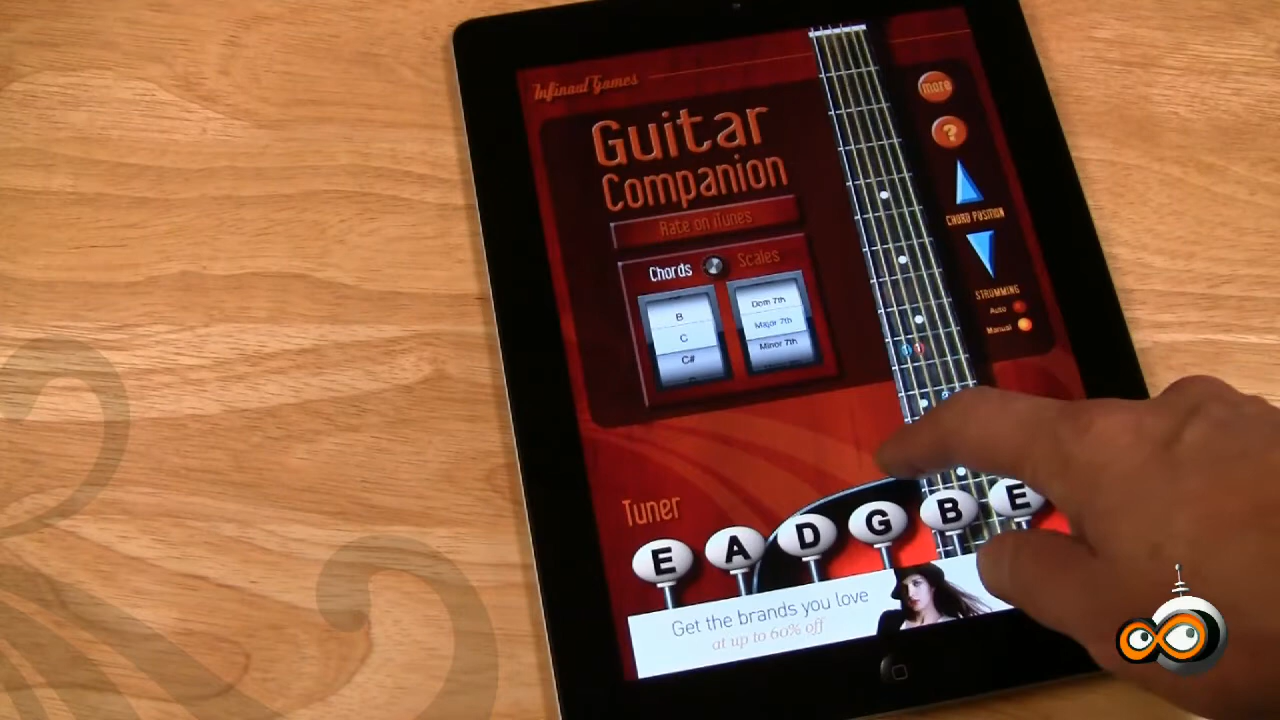 Infinaut Games
more
?
Guitar
Companion
Rate on iTunes
CHORD POSITION
Chords
Scales
B
C
C#
Dom 7th
Major 7th
Minor 7th
STRUMMING
Auto
Manual
Tuner
E A D G B E
Get the brands you love
at up to 60% off